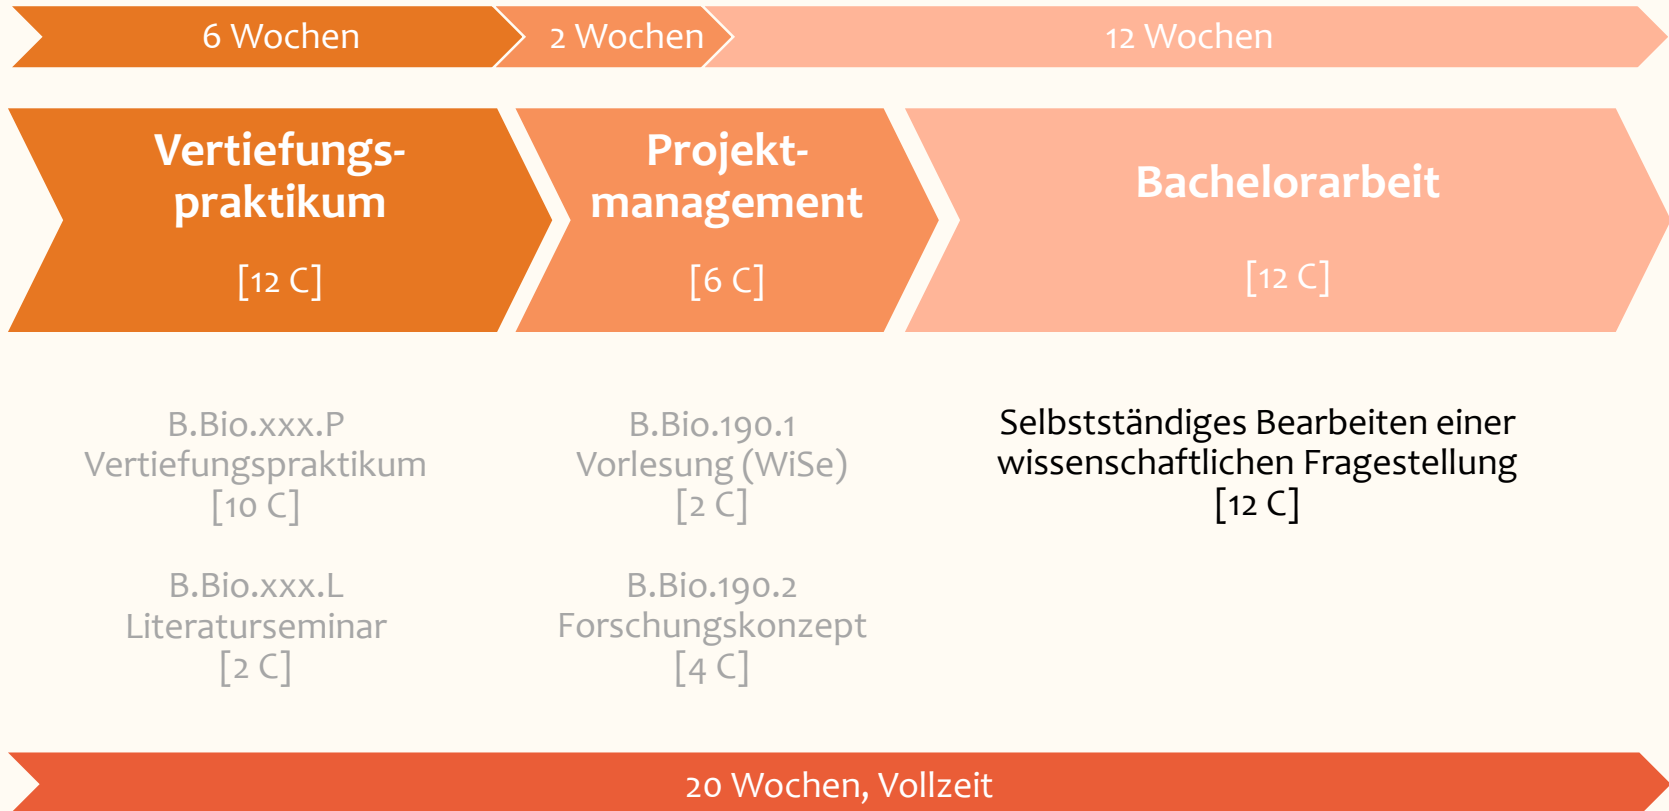 6 Wochen
2 Wochen
12 Wochen
Vertiefungs-
praktikum
[12 C]
Projekt-
management
[6 C]
Bachelorarbeit
[12 C]
B.Bio.xxx.P
Vertiefungspraktikum
[10 C]
B.Bio.xxx.L
Literaturseminar
[2 C]
B.Bio.190.1
Vorlesung (WiSe)
[2 C]
B.Bio.190.2
Forschungskonzept
[4 C]
Selbstständiges Bearbeiten einer
wissenschaftlichen Fragestellung
[12 C]
20 Wochen, Vollzeit